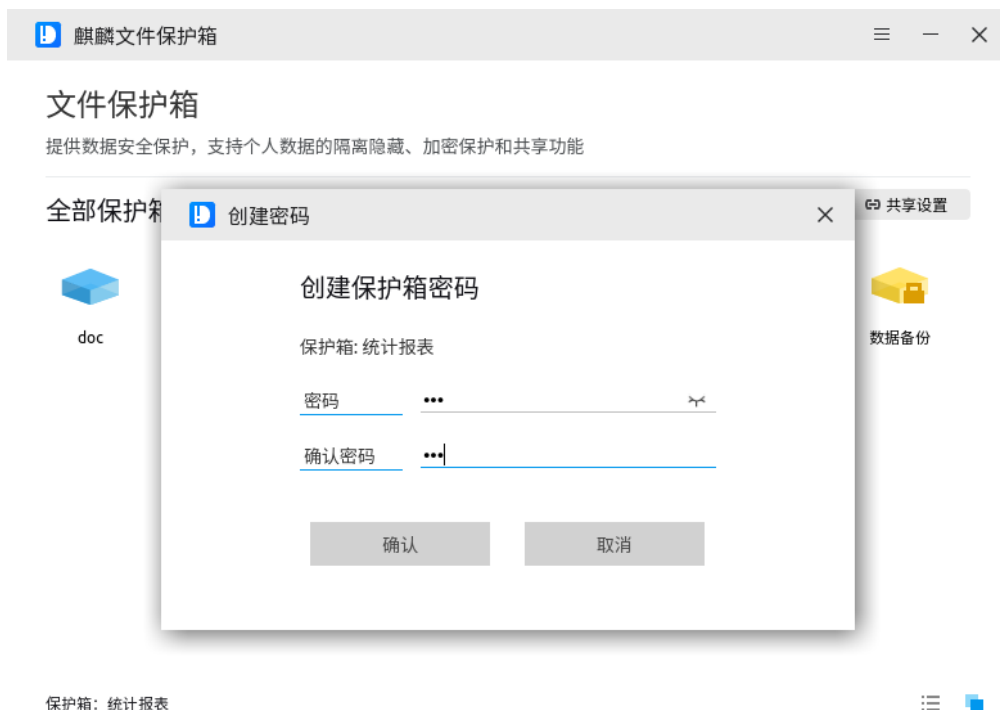 麒麟文件保护箱
文件保护箱
提供数据安全保护，支持个人数据的隔离隐藏、加密保护和共享功能
全部保护箱
共享设置
创建密码
创建保护箱密码
保护箱: 统计报表
密码 •••
确认密码 •••
确认 取消
doc
数据备份
保护箱：统计报表